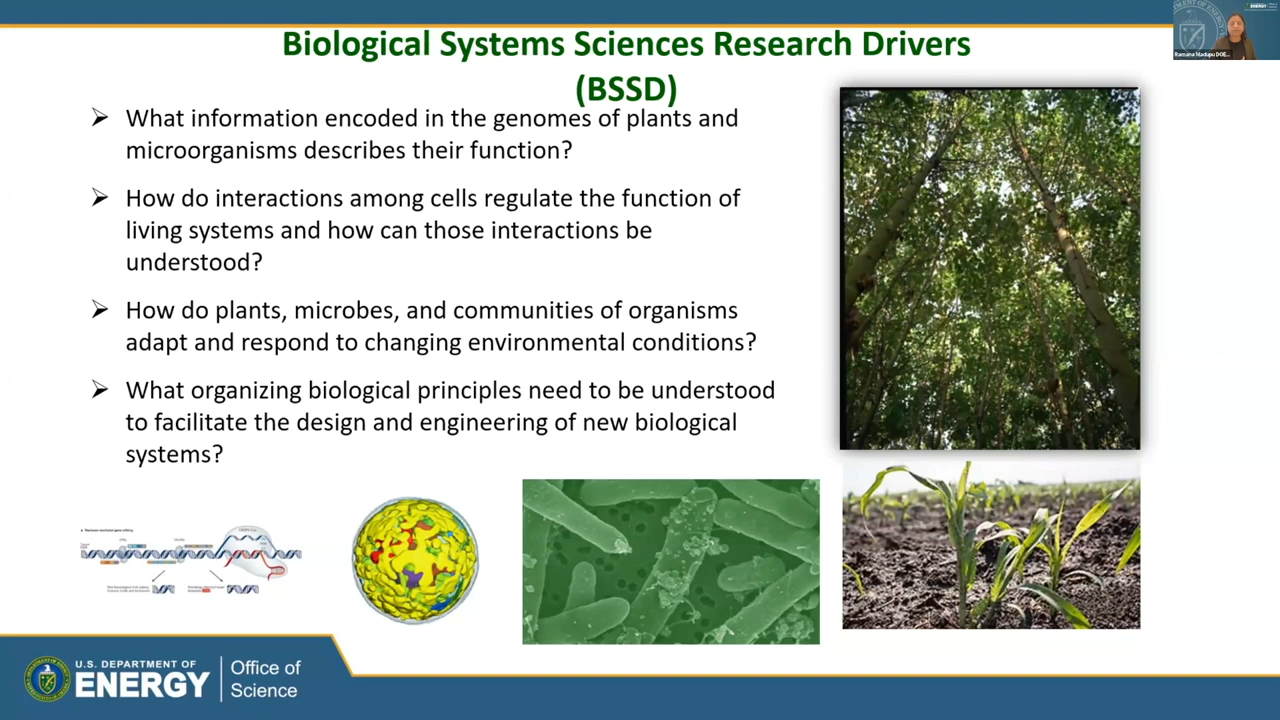 Biological Systems Sciences Research Drivers
(BSSD)
➢ What information encoded in the genomes of plants and
microorganisms describes their function?
➢ How do interactions among cells regulate the function of
living systems and how can those interactions be
understood?
➢ How do plants, microbes, and communities of organisms
adapt and respond to changing environmental conditions?
➢ What organizing biological principles need to be understood
to facilitate the design and engineering of new biological
systems?
U.S. DEPARTMENT OF
ENERGY
Office of
Science
ENERGY
Ramana Madupu DOE...